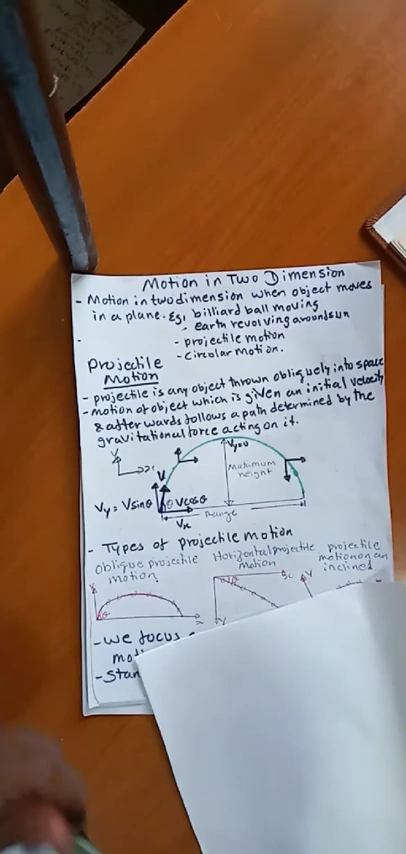 Motion in Two Dimension
- Motion in two dimension when object moves
in a plane. Eg, billiard ball moving
- earth revolving around sun
- projectile motion
- circular motion.
Projectile
Motion
- projectile is any object thrown obliquely into space
- motion of object which is given an initial velocity
& after wards follows a path determined by the
gravitational force acting on it.
Vy=0
Maximum
height
V
Vy = Vsinθ
θ
Vcosθ
Vx
Range
- Types of projectile motion
Oblique projectile
motion
Horizontal projectile
motion
projectile
motion on an
inclined
- We focus
- Stan